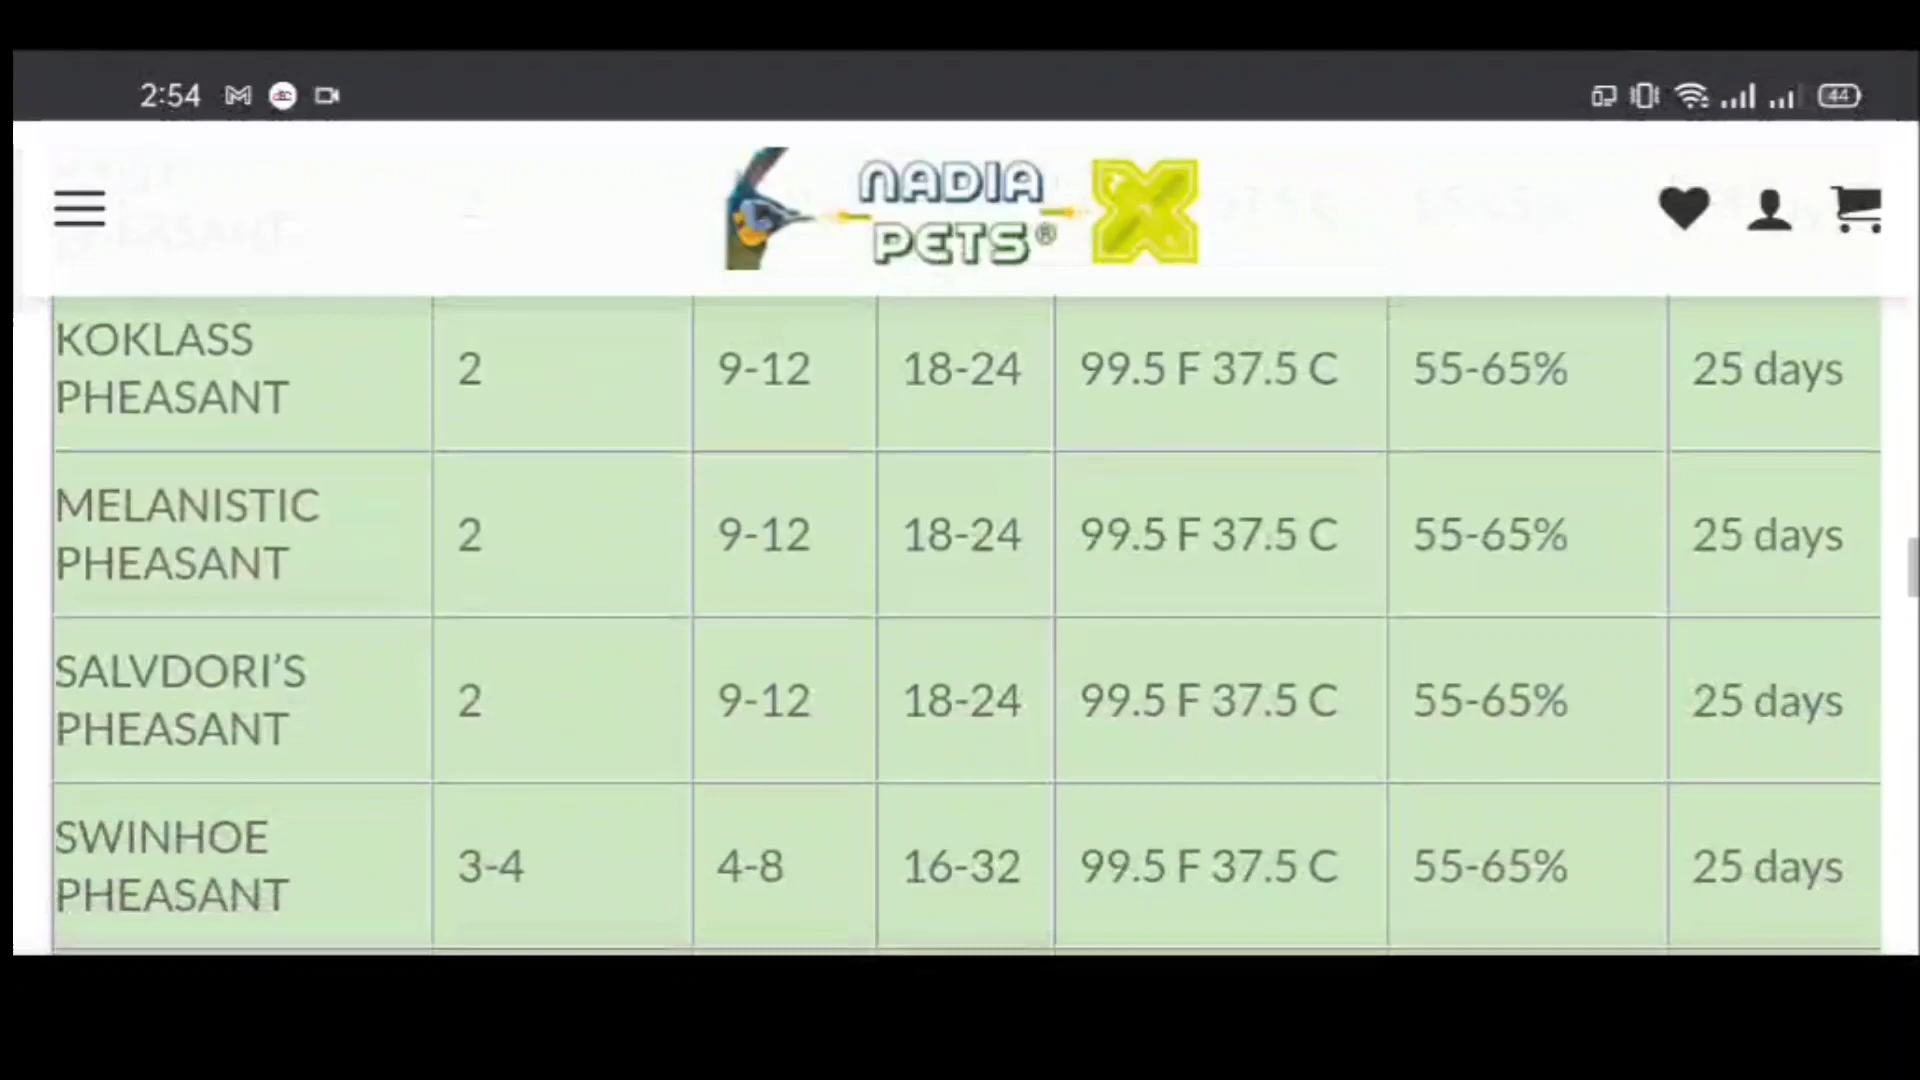 2:54
44
NADIA
PETS®
KOKLASS
PHEASANT
2
9-12
18-24
99.5 F 37.5 C
55-65%
25 days
MELANISTIC
PHEASANT
2
9-12
18-24
99.5 F 37.5 C
55-65%
25 days
SALVDORI’S
PHEASANT
2
9-12
18-24
99.5 F 37.5 C
55-65%
25 days
SWINHOE
PHEASANT
3-4
4-8
16-32
99.5 F 37.5 C
55-65%
25 days